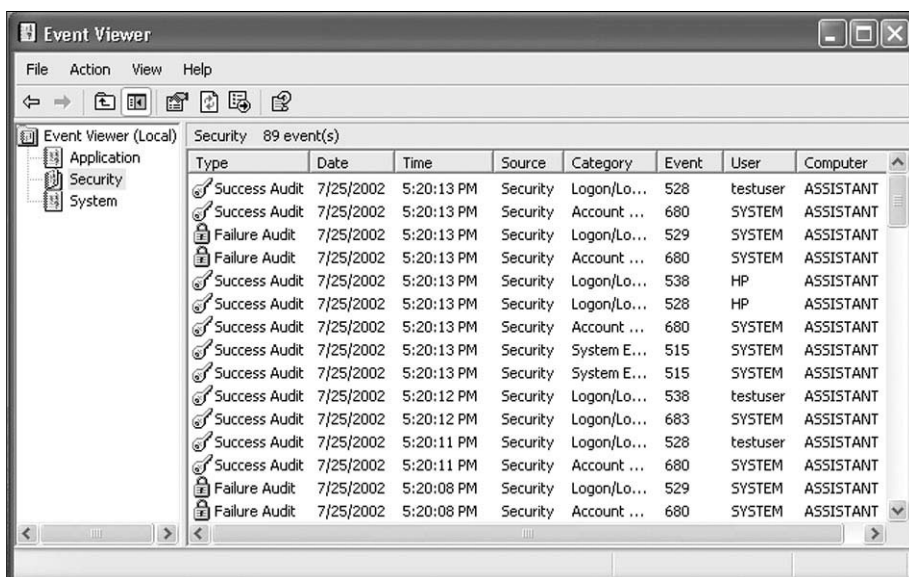 Event Viewer
File Action View Help
Event Viewer (Local)
Application
Security
System
Security 89 event(s)
Type Date Time Source Category Event User Computer
Success Audit 7/25/2002 5:20:13 PM Security Logon/Lo... 528 testuser ASSISTANT
Success Audit 7/25/2002 5:20:13 PM Security Account ... 680 SYSTEM ASSISTANT
Failure Audit 7/25/2002 5:20:13 PM Security Logon/Lo... 529 SYSTEM ASSISTANT
Failure Audit 7/25/2002 5:20:13 PM Security Account ... 680 SYSTEM ASSISTANT
Success Audit 7/25/2002 5:20:13 PM Security Logon/Lo... 538 HP ASSISTANT
Success Audit 7/25/2002 5:20:13 PM Security Logon/Lo... 528 HP ASSISTANT
Success Audit 7/25/2002 5:20:13 PM Security Account ... 680 SYSTEM ASSISTANT
Success Audit 7/25/2002 5:20:13 PM Security System E... 515 SYSTEM ASSISTANT
Success Audit 7/25/2002 5:20:13 PM Security System E... 515 SYSTEM ASSISTANT
Success Audit 7/25/2002 5:20:12 PM Security Logon/Lo... 538 testuser ASSISTANT
Success Audit 7/25/2002 5:20:12 PM Security Logon/Lo... 683 SYSTEM ASSISTANT
Success Audit 7/25/2002 5:20:11 PM Security Logon/Lo... 528 testuser ASSISTANT
Success Audit 7/25/2002 5:20:11 PM Security Account ... 680 SYSTEM ASSISTANT
Failure Audit 7/25/2002 5:20:08 PM Security Logon/Lo... 529 SYSTEM ASSISTANT
Failure Audit 7/25/2002 5:20:08 PM Security Account ... 680 SYSTEM ASSISTANT